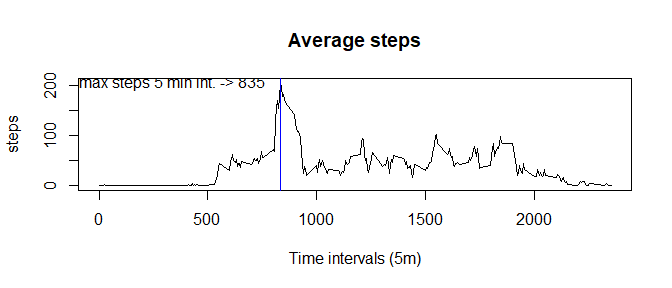 Average steps
max steps 5 min int. -> 835
steps
200
100
0
0
500
1000
1500
2000
Time intervals (5m)